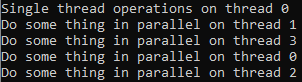 Single thread operations on thread 0
Do some thing in parallel on thread 1
Do some thing in parallel on thread 3
Do some thing in parallel on thread 0
Do some thing in parallel on thread 2